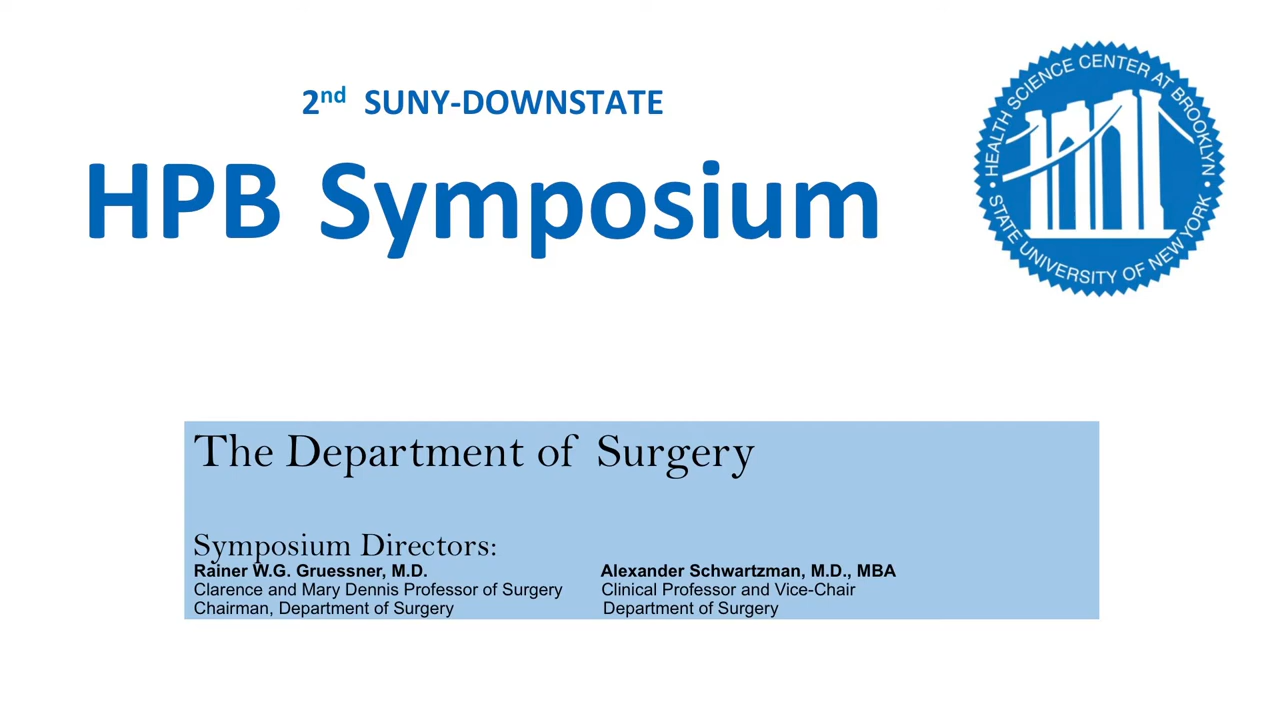 2nd SUNY-DOWNSTATE
HPB Symposium
HEALTH SCIENCE CENTER AT BROOKLYN
STATE UNIVERSITY OF NEW YORK
The Department of Surgery
Symposium Directors:
Rainer W.G. Gruessner, M.D.
Clarence and Mary Dennis Professor of Surgery
Chairman, Department of Surgery
Alexander Schwartzman, M.D., MBA
Clinical Professor and Vice-Chair
Department of Surgery